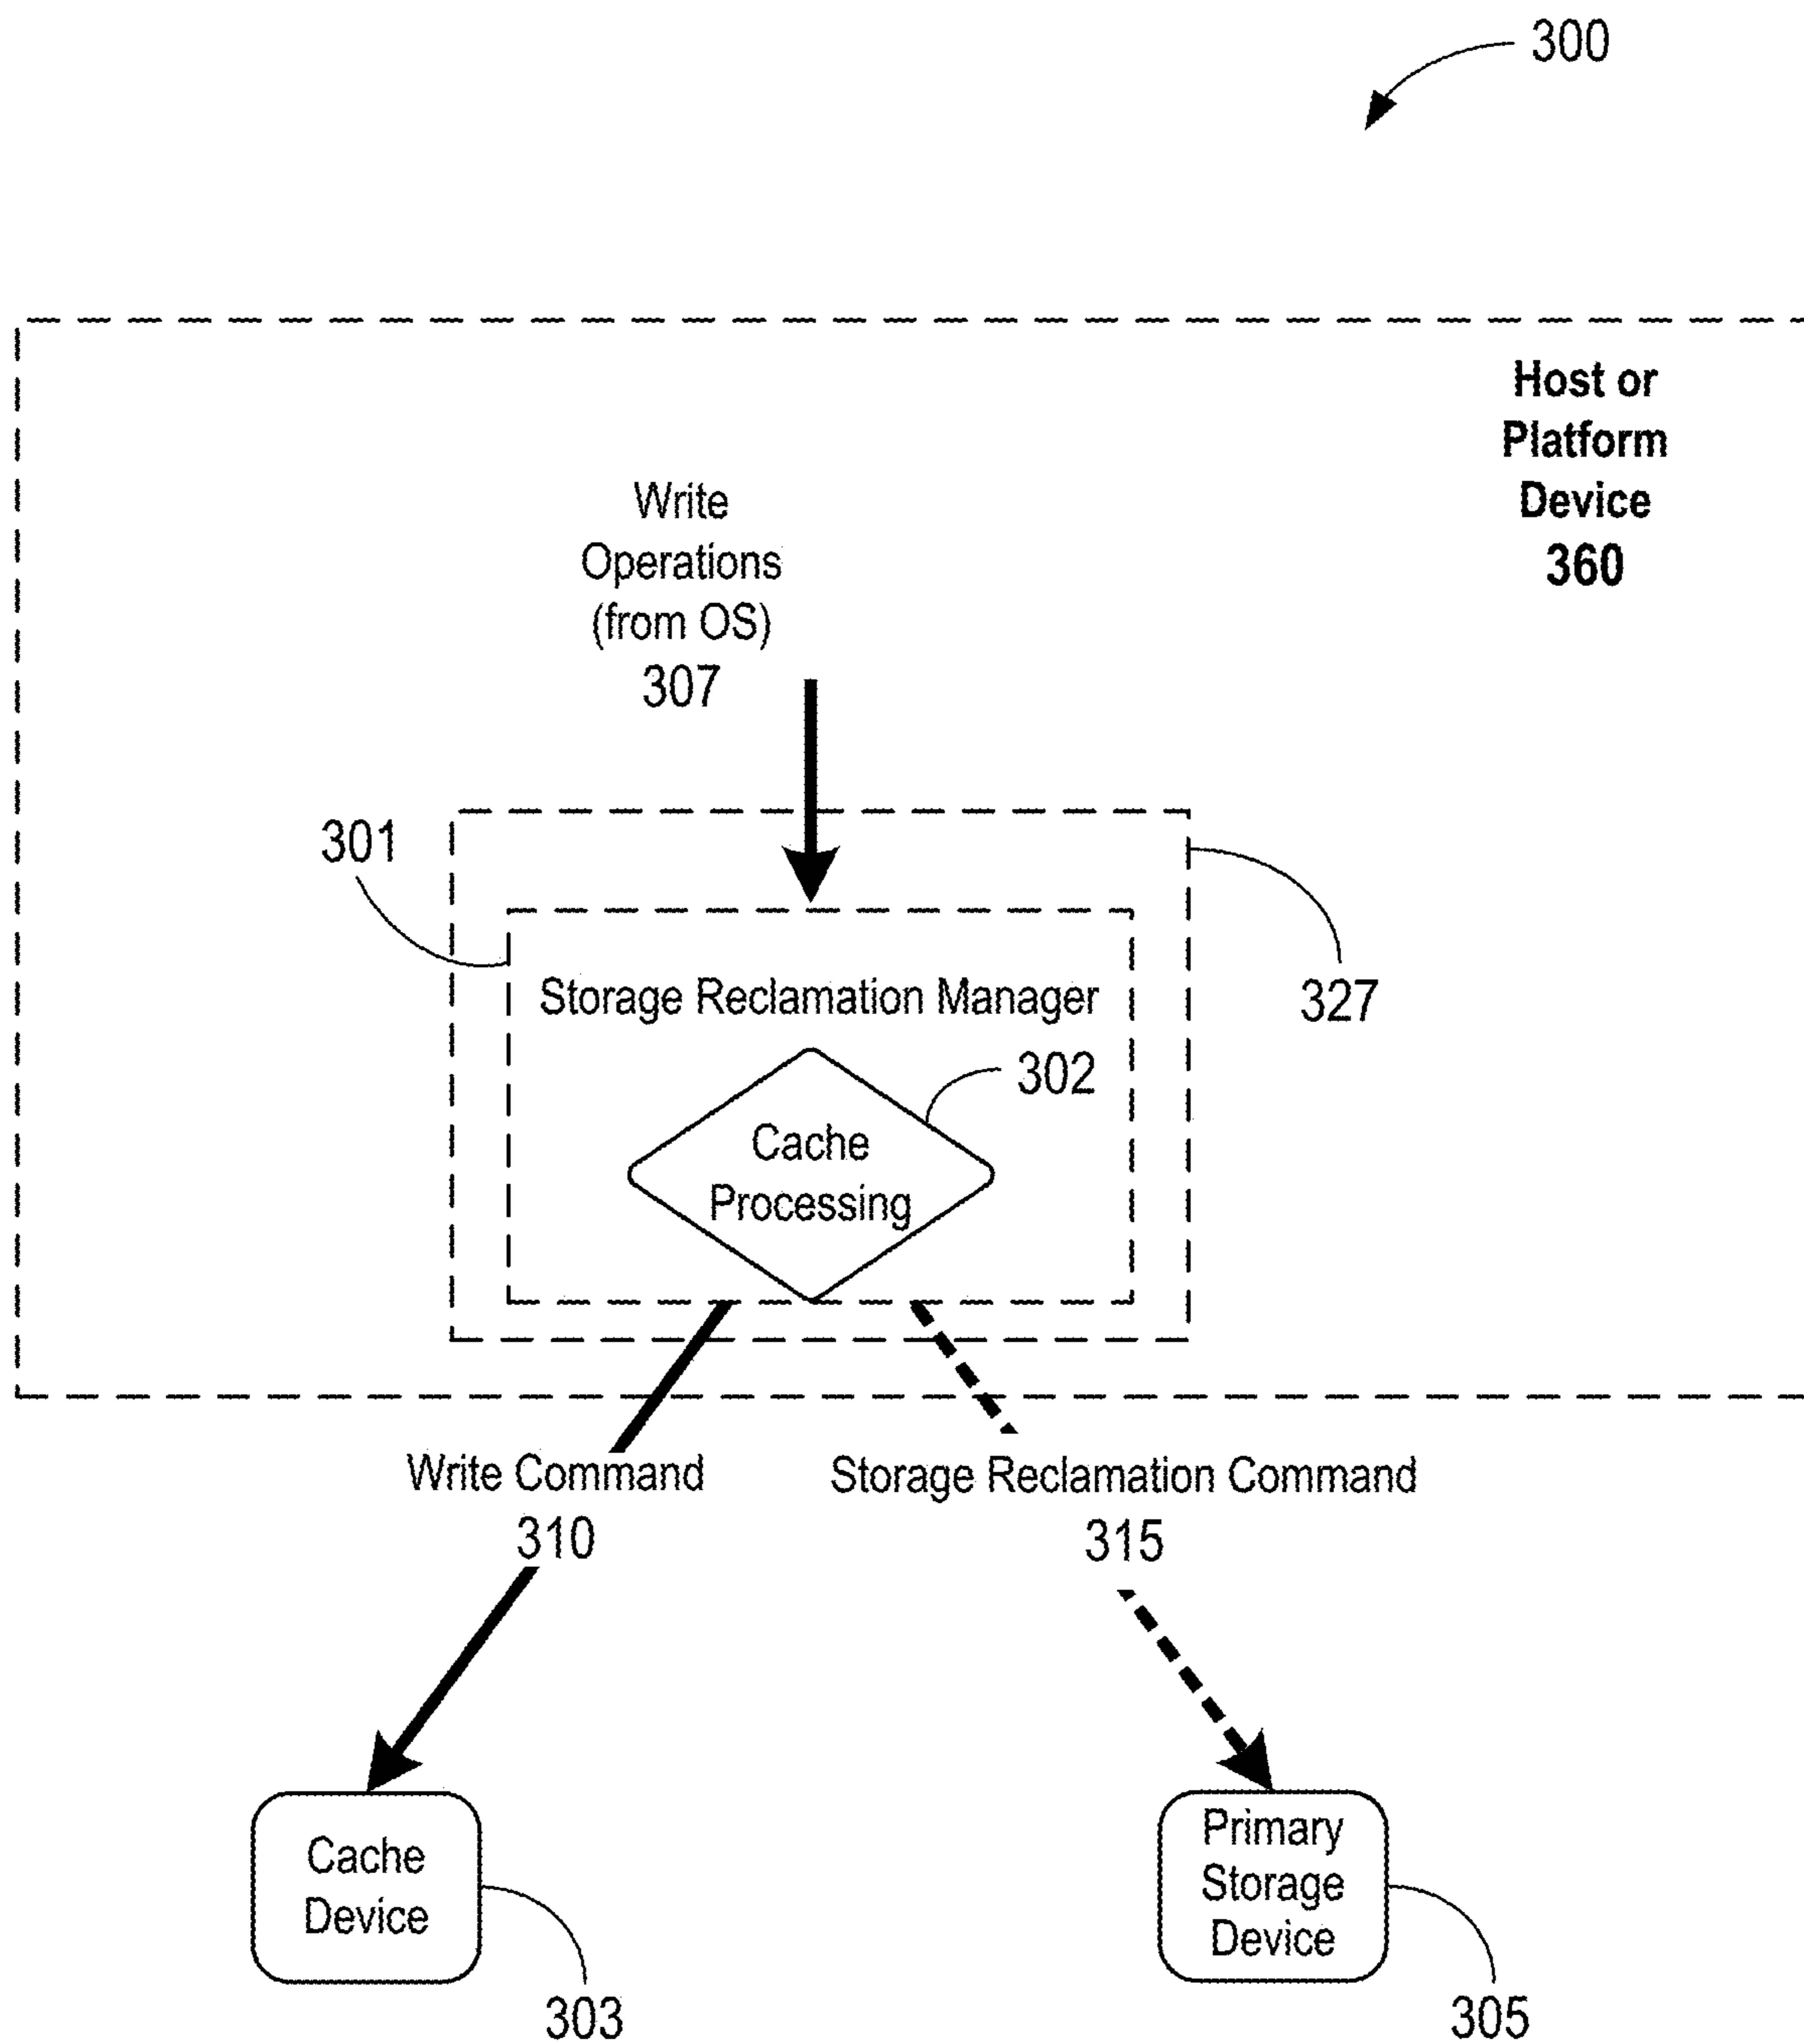 300
Host or
Platform
Device
360
Write
Operations
(from OS)
307
301
327
Storage Reclamation Manager
302
Cache
Processing
Write Command
310
Storage Reclamation Command
315
Cache
Device
303
Primary
Storage
Device
305